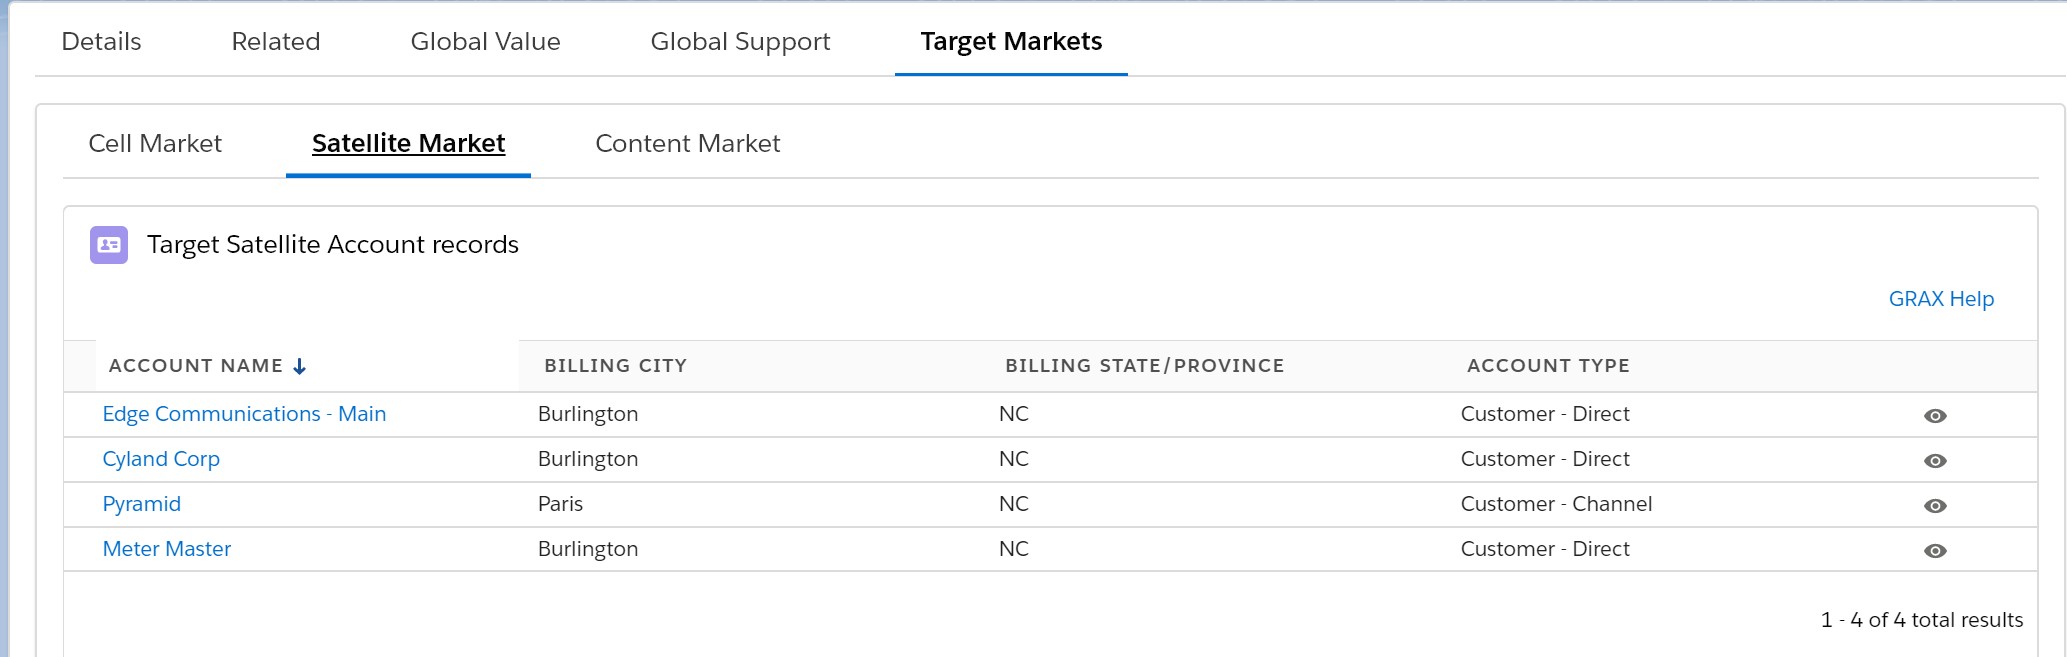 Details Related Global Value Global Support Target Markets
Cell Market Satellite Market Content Market
Target Satellite Account records
GRAX Help
ACCOUNT NAME BILLING CITY BILLING STATE/PROVINCE ACCOUNT TYPE
Edge Communications - Main Burlington NC Customer - Direct
Cyland Corp Burlington NC Customer - Direct
Pyramid Paris NC Customer - Channel
Meter Master Burlington NC Customer - Direct
1 - 4 of 4 total results